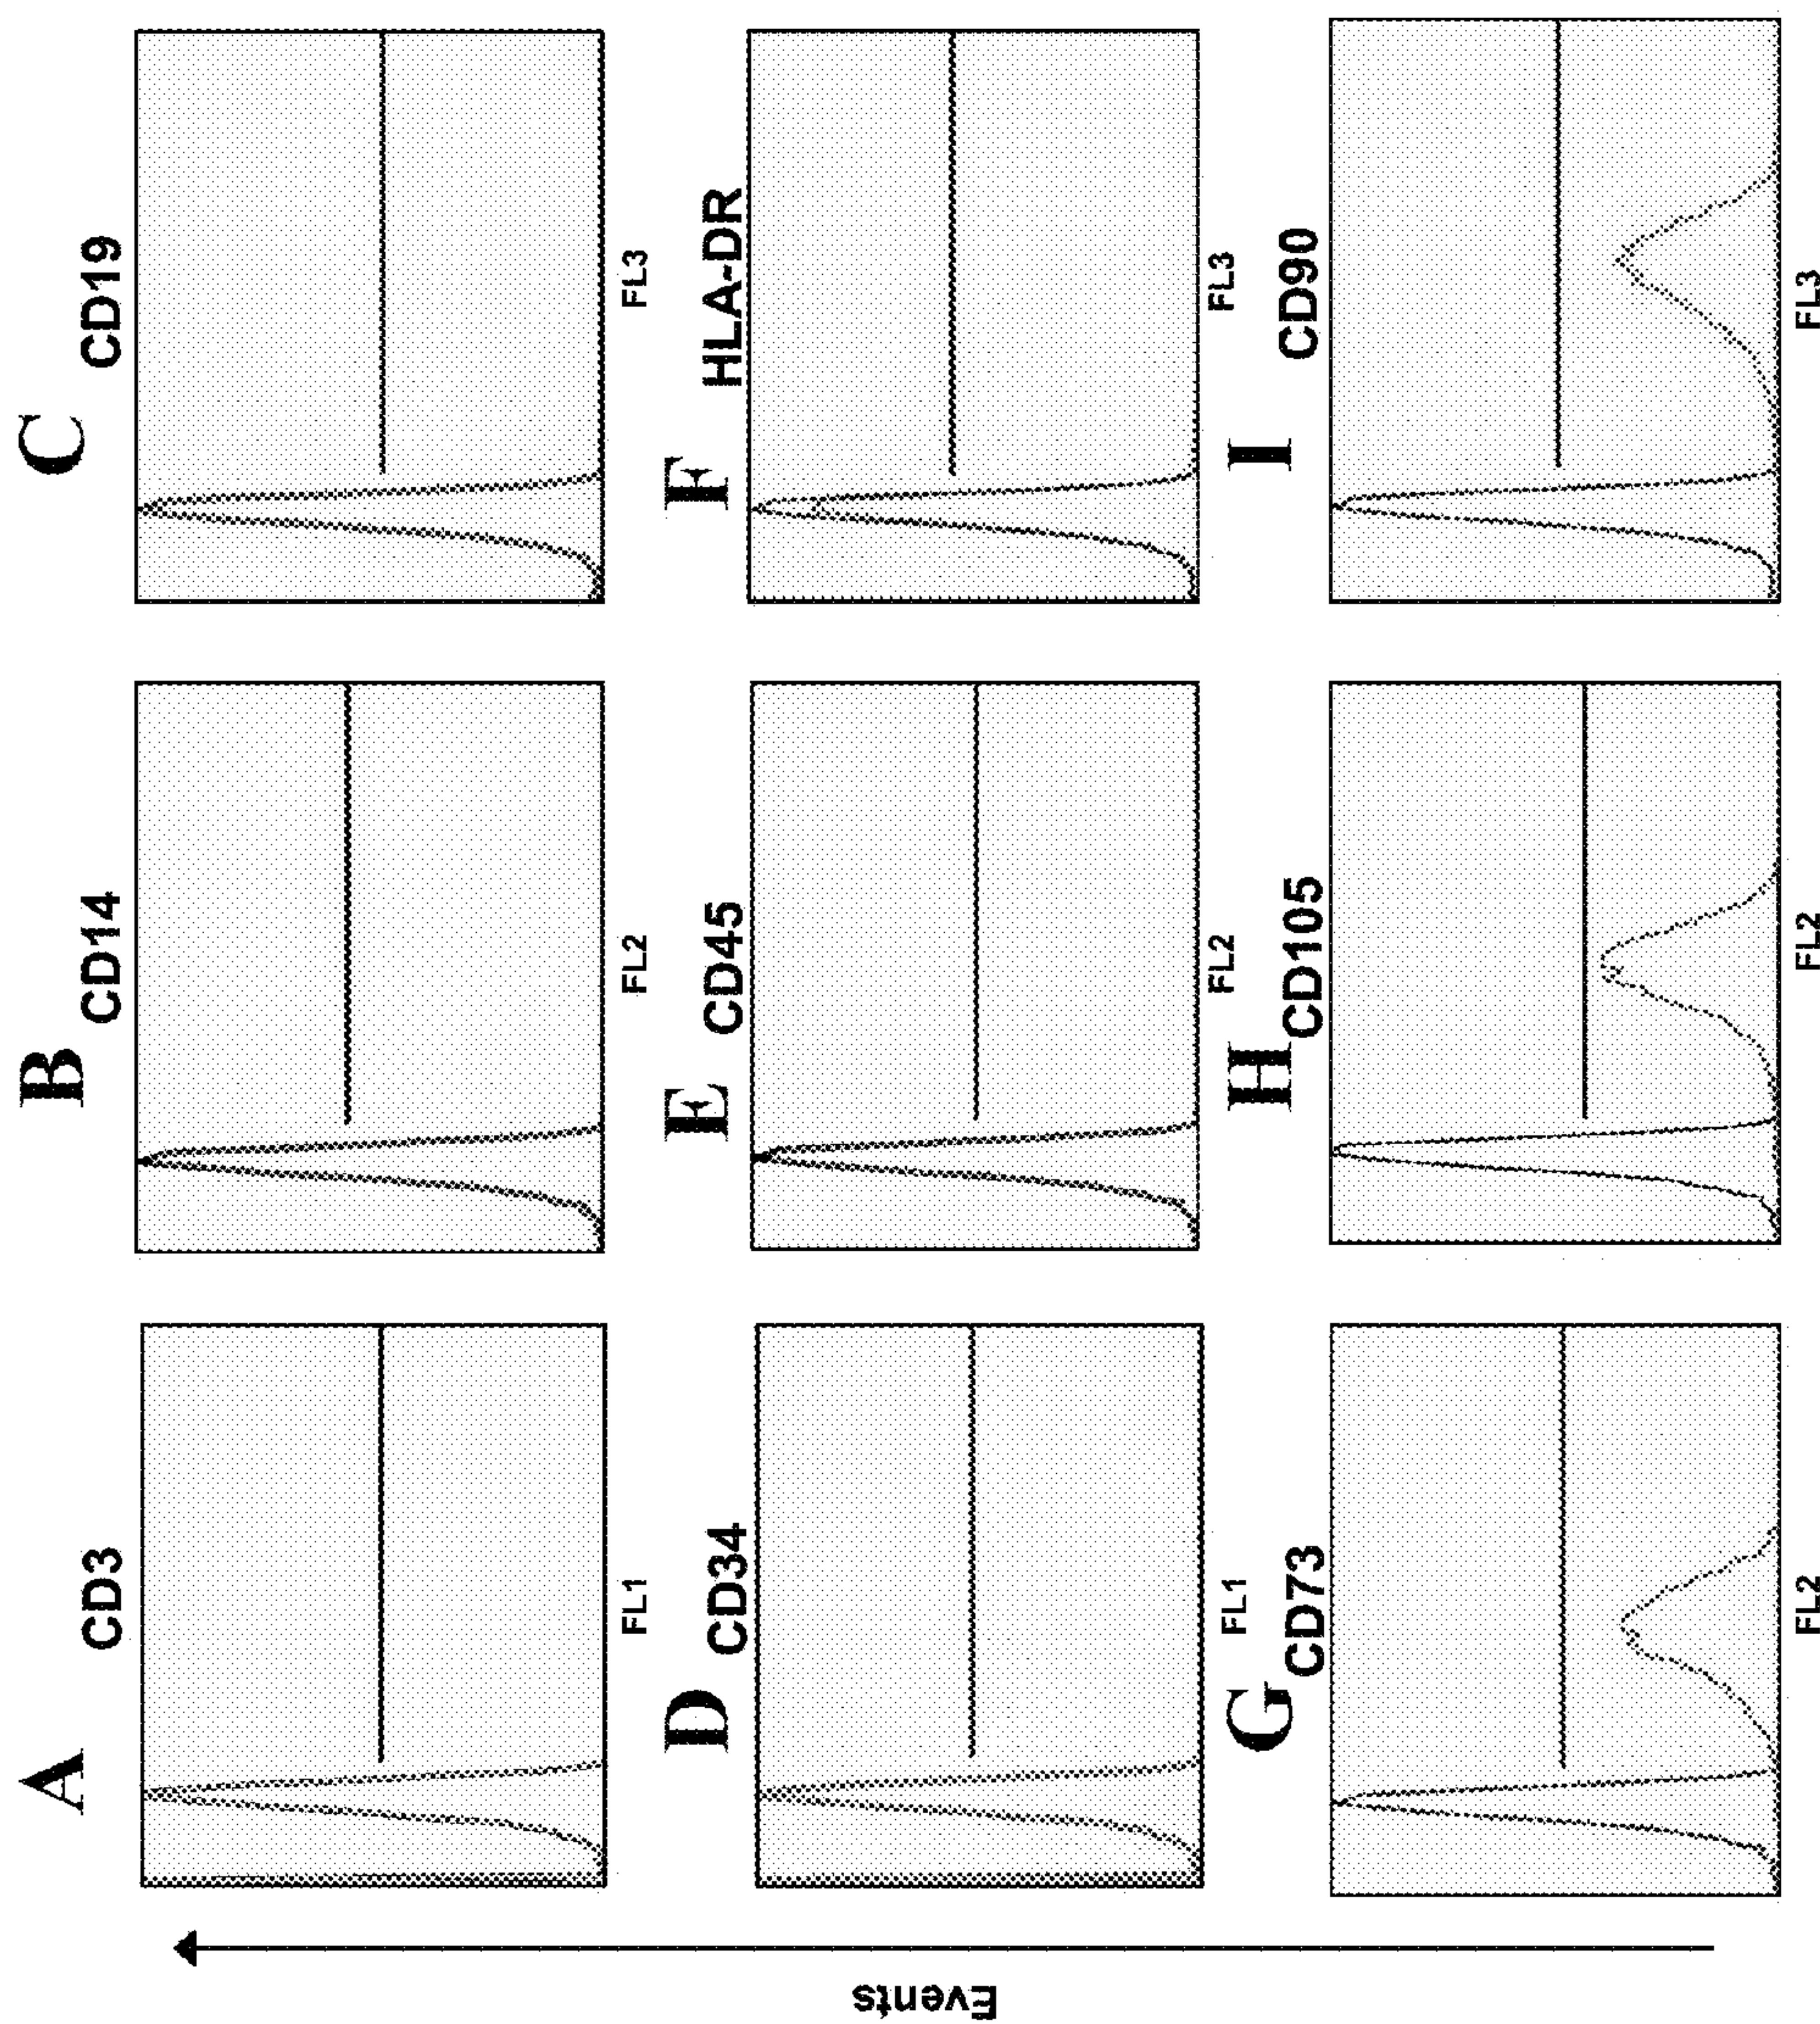 A
CD3
FL1
B
CD14
FL2
C
CD19
FL3
D
CD34
FL1
E
CD45
FL2
F
HLA-DR
FL3
G
CD73
FL2
H
CD105
FL2
I
CD90
FL3
Events